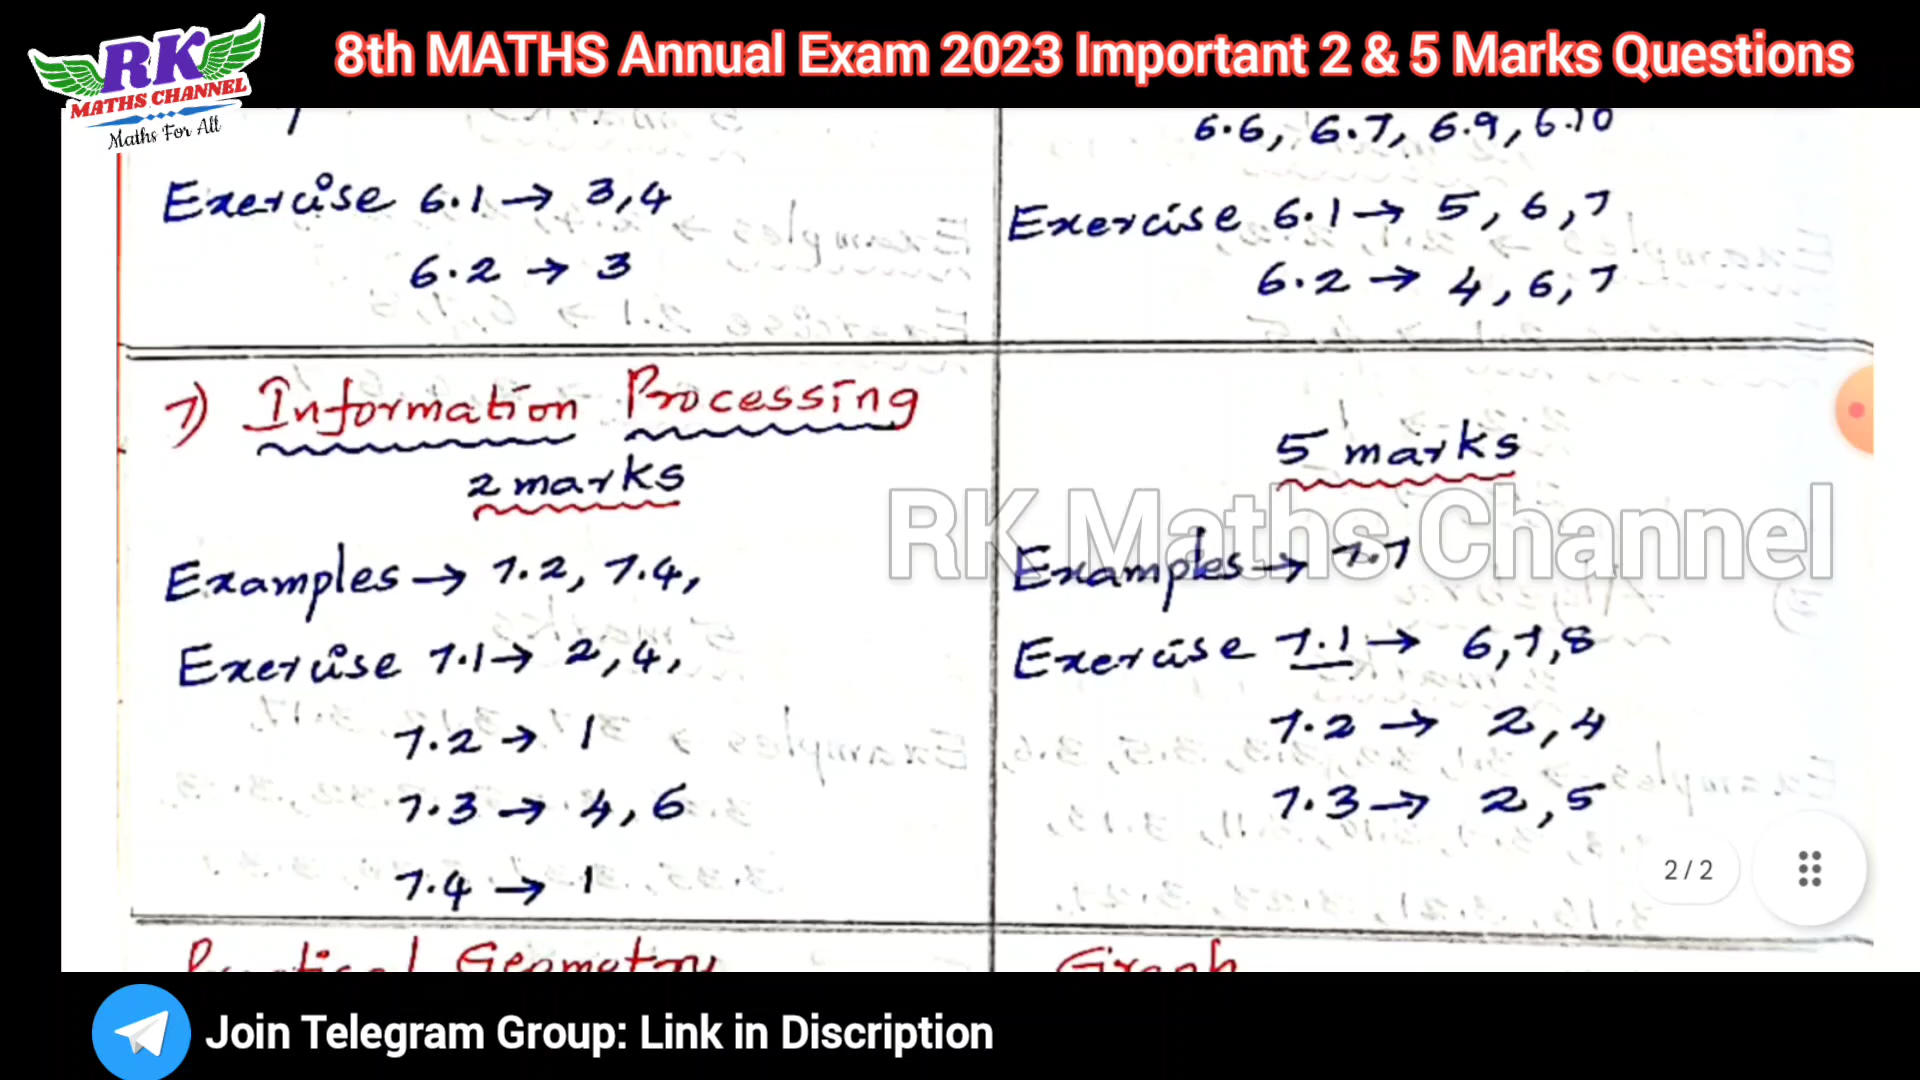 RK
MATHS CHANNEL
Maths For All
8th MATHS Annual Exam 2023 Important 2 & 5 Marks Questions
6.6, 6.7, 6.9, 6.10
Exercise 6.1 → 3,4
6.2 → 3
Exercise 6.1 → 5, 6, 7
6.2 → 4, 6, 7
7) Information Processing
2 marks
Examples → 7.2, 7.4,
Exercise 7.1 → 2, 4,
7.2 → 1
7.3 → 4, 6
7.4 → 1
5 marks
RK Maths Channel
Examples → 7.7
Exercise 7.1 → 6,7,8
7.2 → 2, 4
7.3 → 2, 5
2 / 2
Practical Geometry
Graph
Join Telegram Group: Link in Discription